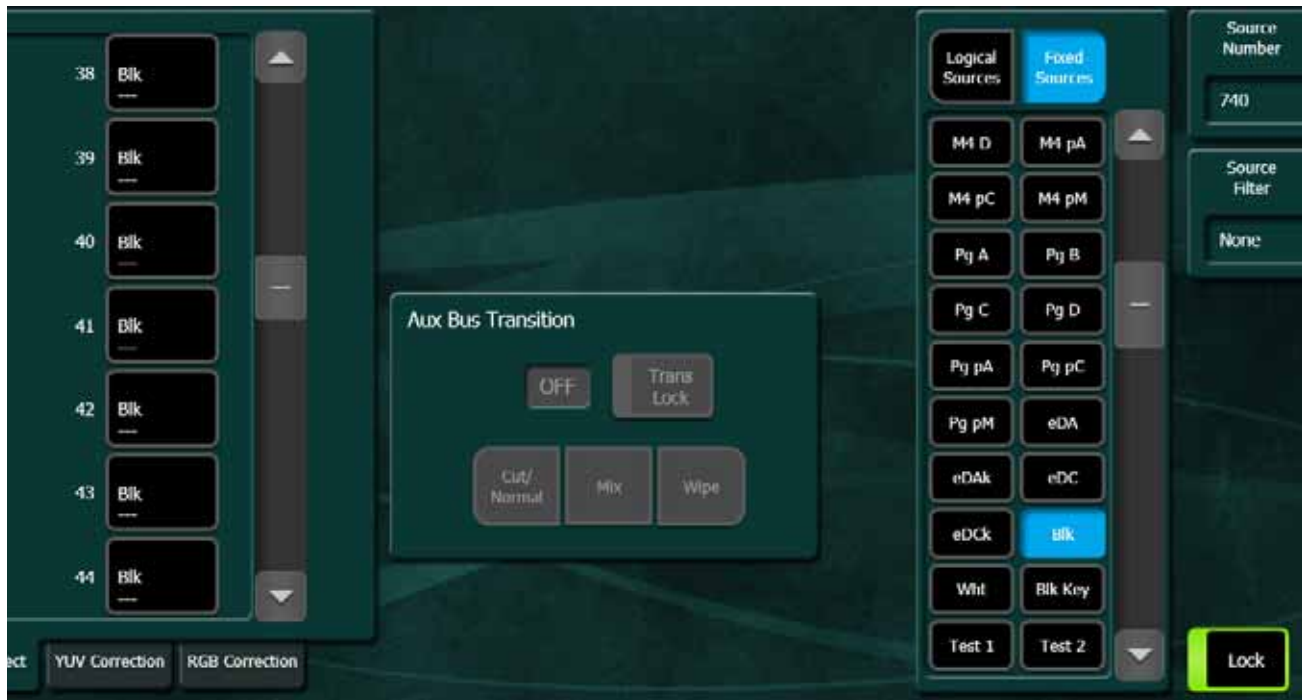 38 Blk
---
39 Blk
---
40 Blk
---
41 Blk
---
42 Blk
---
43 Blk
---
44 Blk
---
ect YUV Correction RGB Correction
Aux Bus Transition
OFF
Trans
Lock
Cut/
Normal
Mix
Wipe
Logical
Sources
Fixed
Sources
M4 D M4 pA
M4 pC M4 pM
Pg A Pg B
Pg C Pg D
Pg pA Pg pC
Pg pM eDA
eDAk eDC
eDCk Blk
Wht Blk Key
Test 1 Test 2
Source
Number
740
Source
Filter
None
Lock